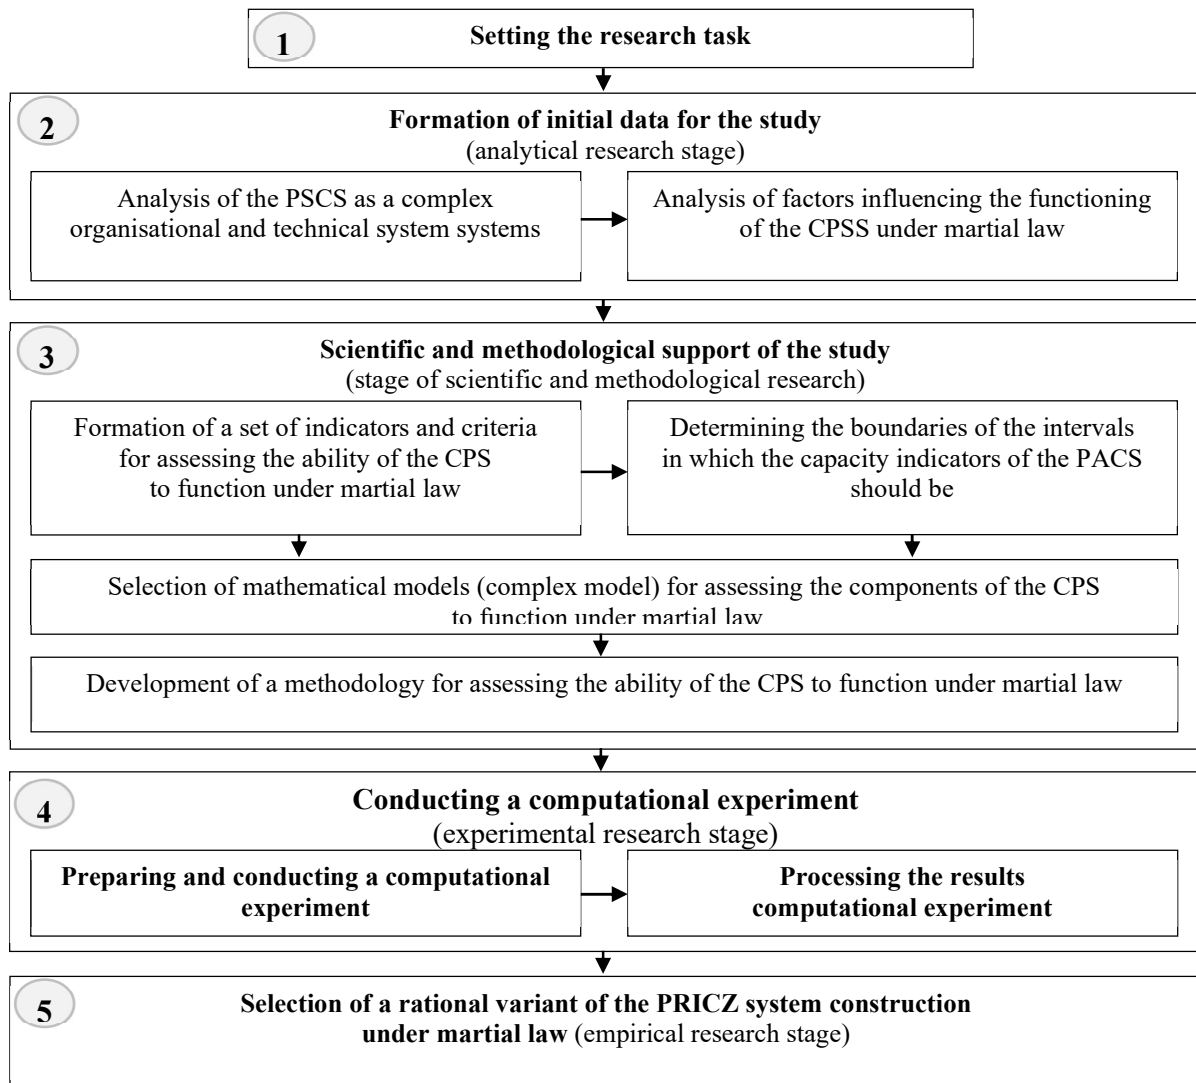 1
Setting the research task
2
Formation of initial data for the study
(analytical research stage)
Analysis of the PSCS as a complex
organisational and technical system systems
Analysis of factors influencing the functioning
of the CPSS under martial law
3
Scientific and methodological support of the study
(stage of scientific and methodological research)
Formation of a set of indicators and criteria
for assessing the ability of the CPS
to function under martial law
Determining the boundaries of the intervals
in which the capacity indicators of the PACS
should be
Selection of mathematical models (complex model) for assessing the components of the CPS
to function under martial law
Development of a methodology for assessing the ability of the CPS to function under martial law
4
Conducting a computational experiment
(experimental research stage)
Preparing and conducting a computational
experiment
Processing the results
computational experiment
5
Selection of a rational variant of the PRICZ system construction
under martial law (empirical research stage)